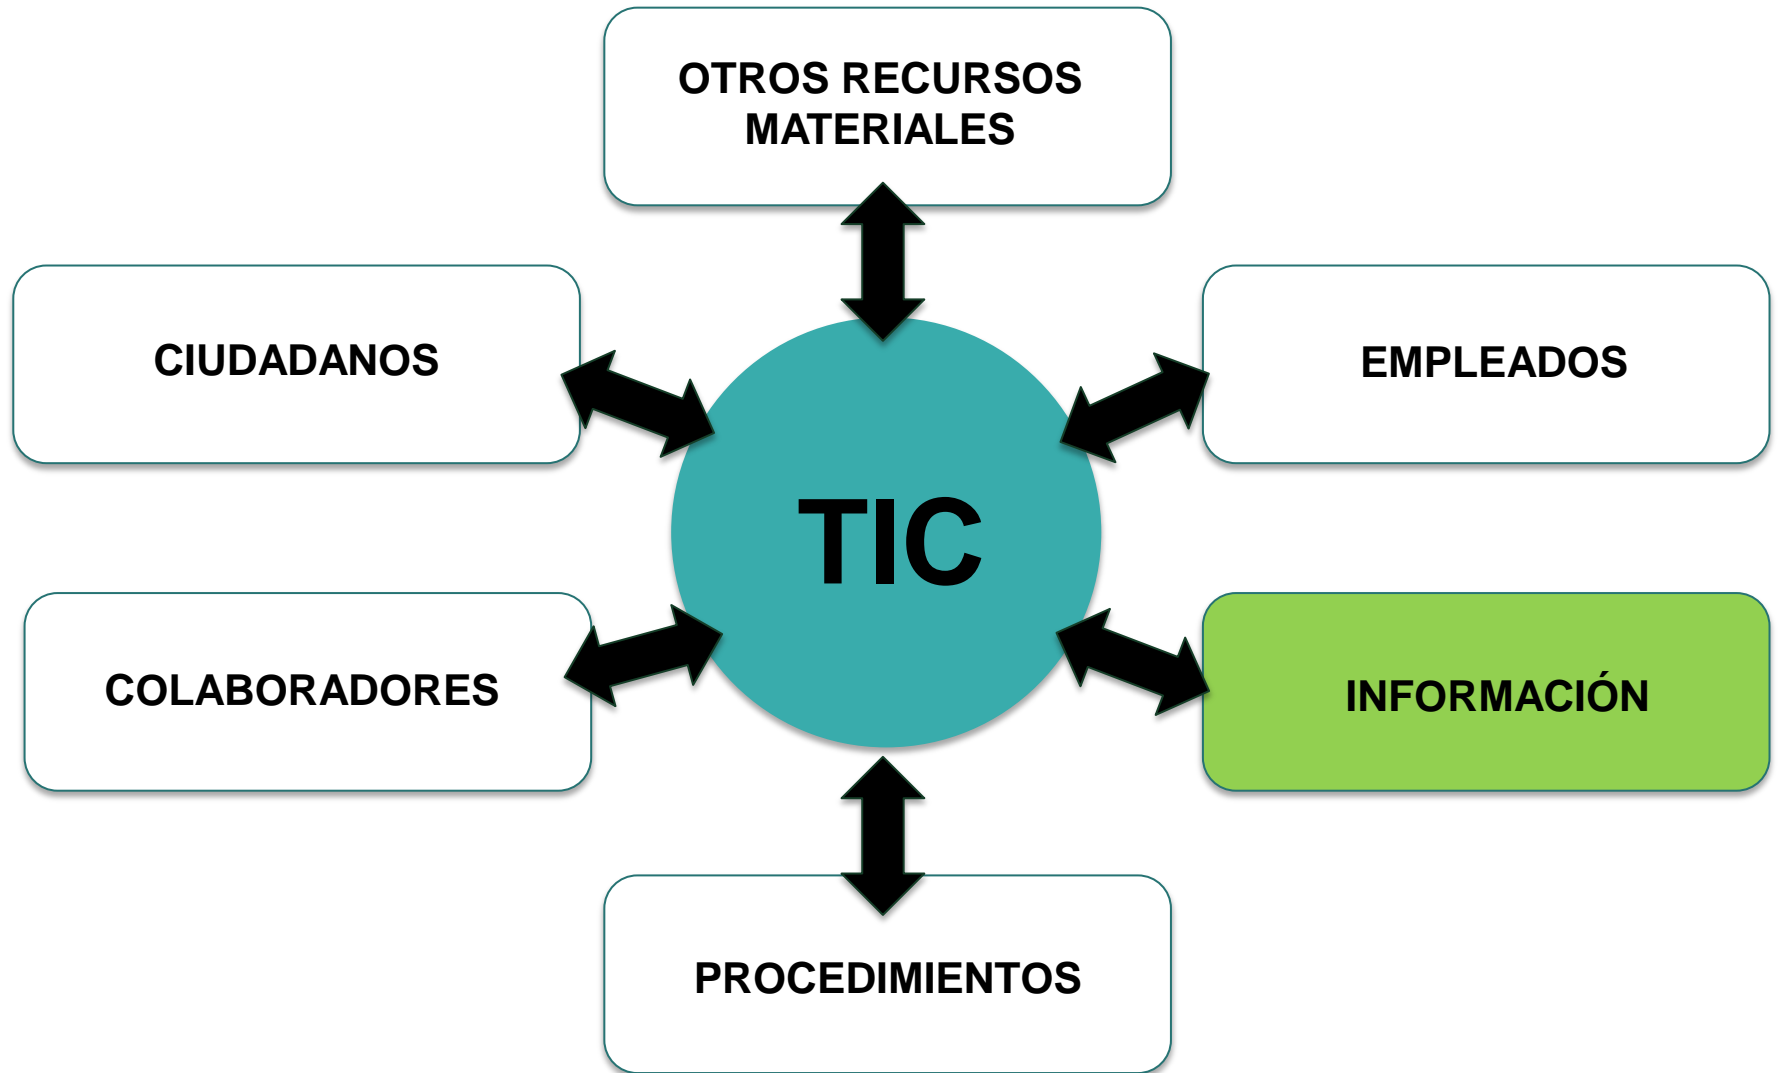 OTROS RECURSOS
MATERIALES
CIUDADANOS
EMPLEADOS
TIC
COLABORADORES
INFORMACIÓN
PROCEDIMIENTOS